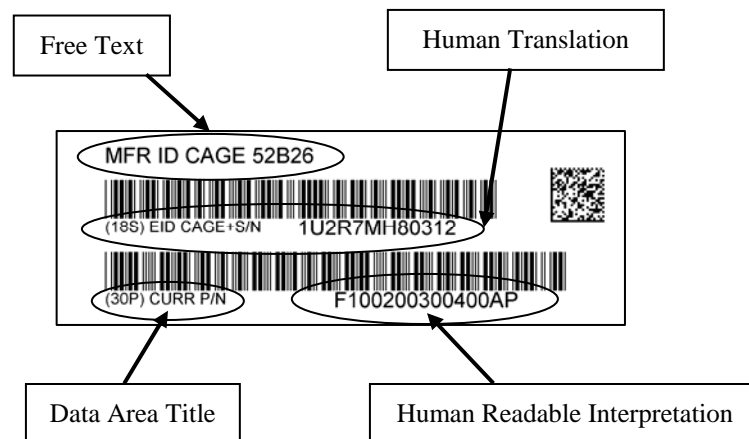 Free Text
Human Translation
MFR ID CAGE 52B26
(18S) EID CAGE+S/N 1U2R7MH80312
(30P) CURR P/N F100200300400AP
Data Area Title
Human Readable Interpretation